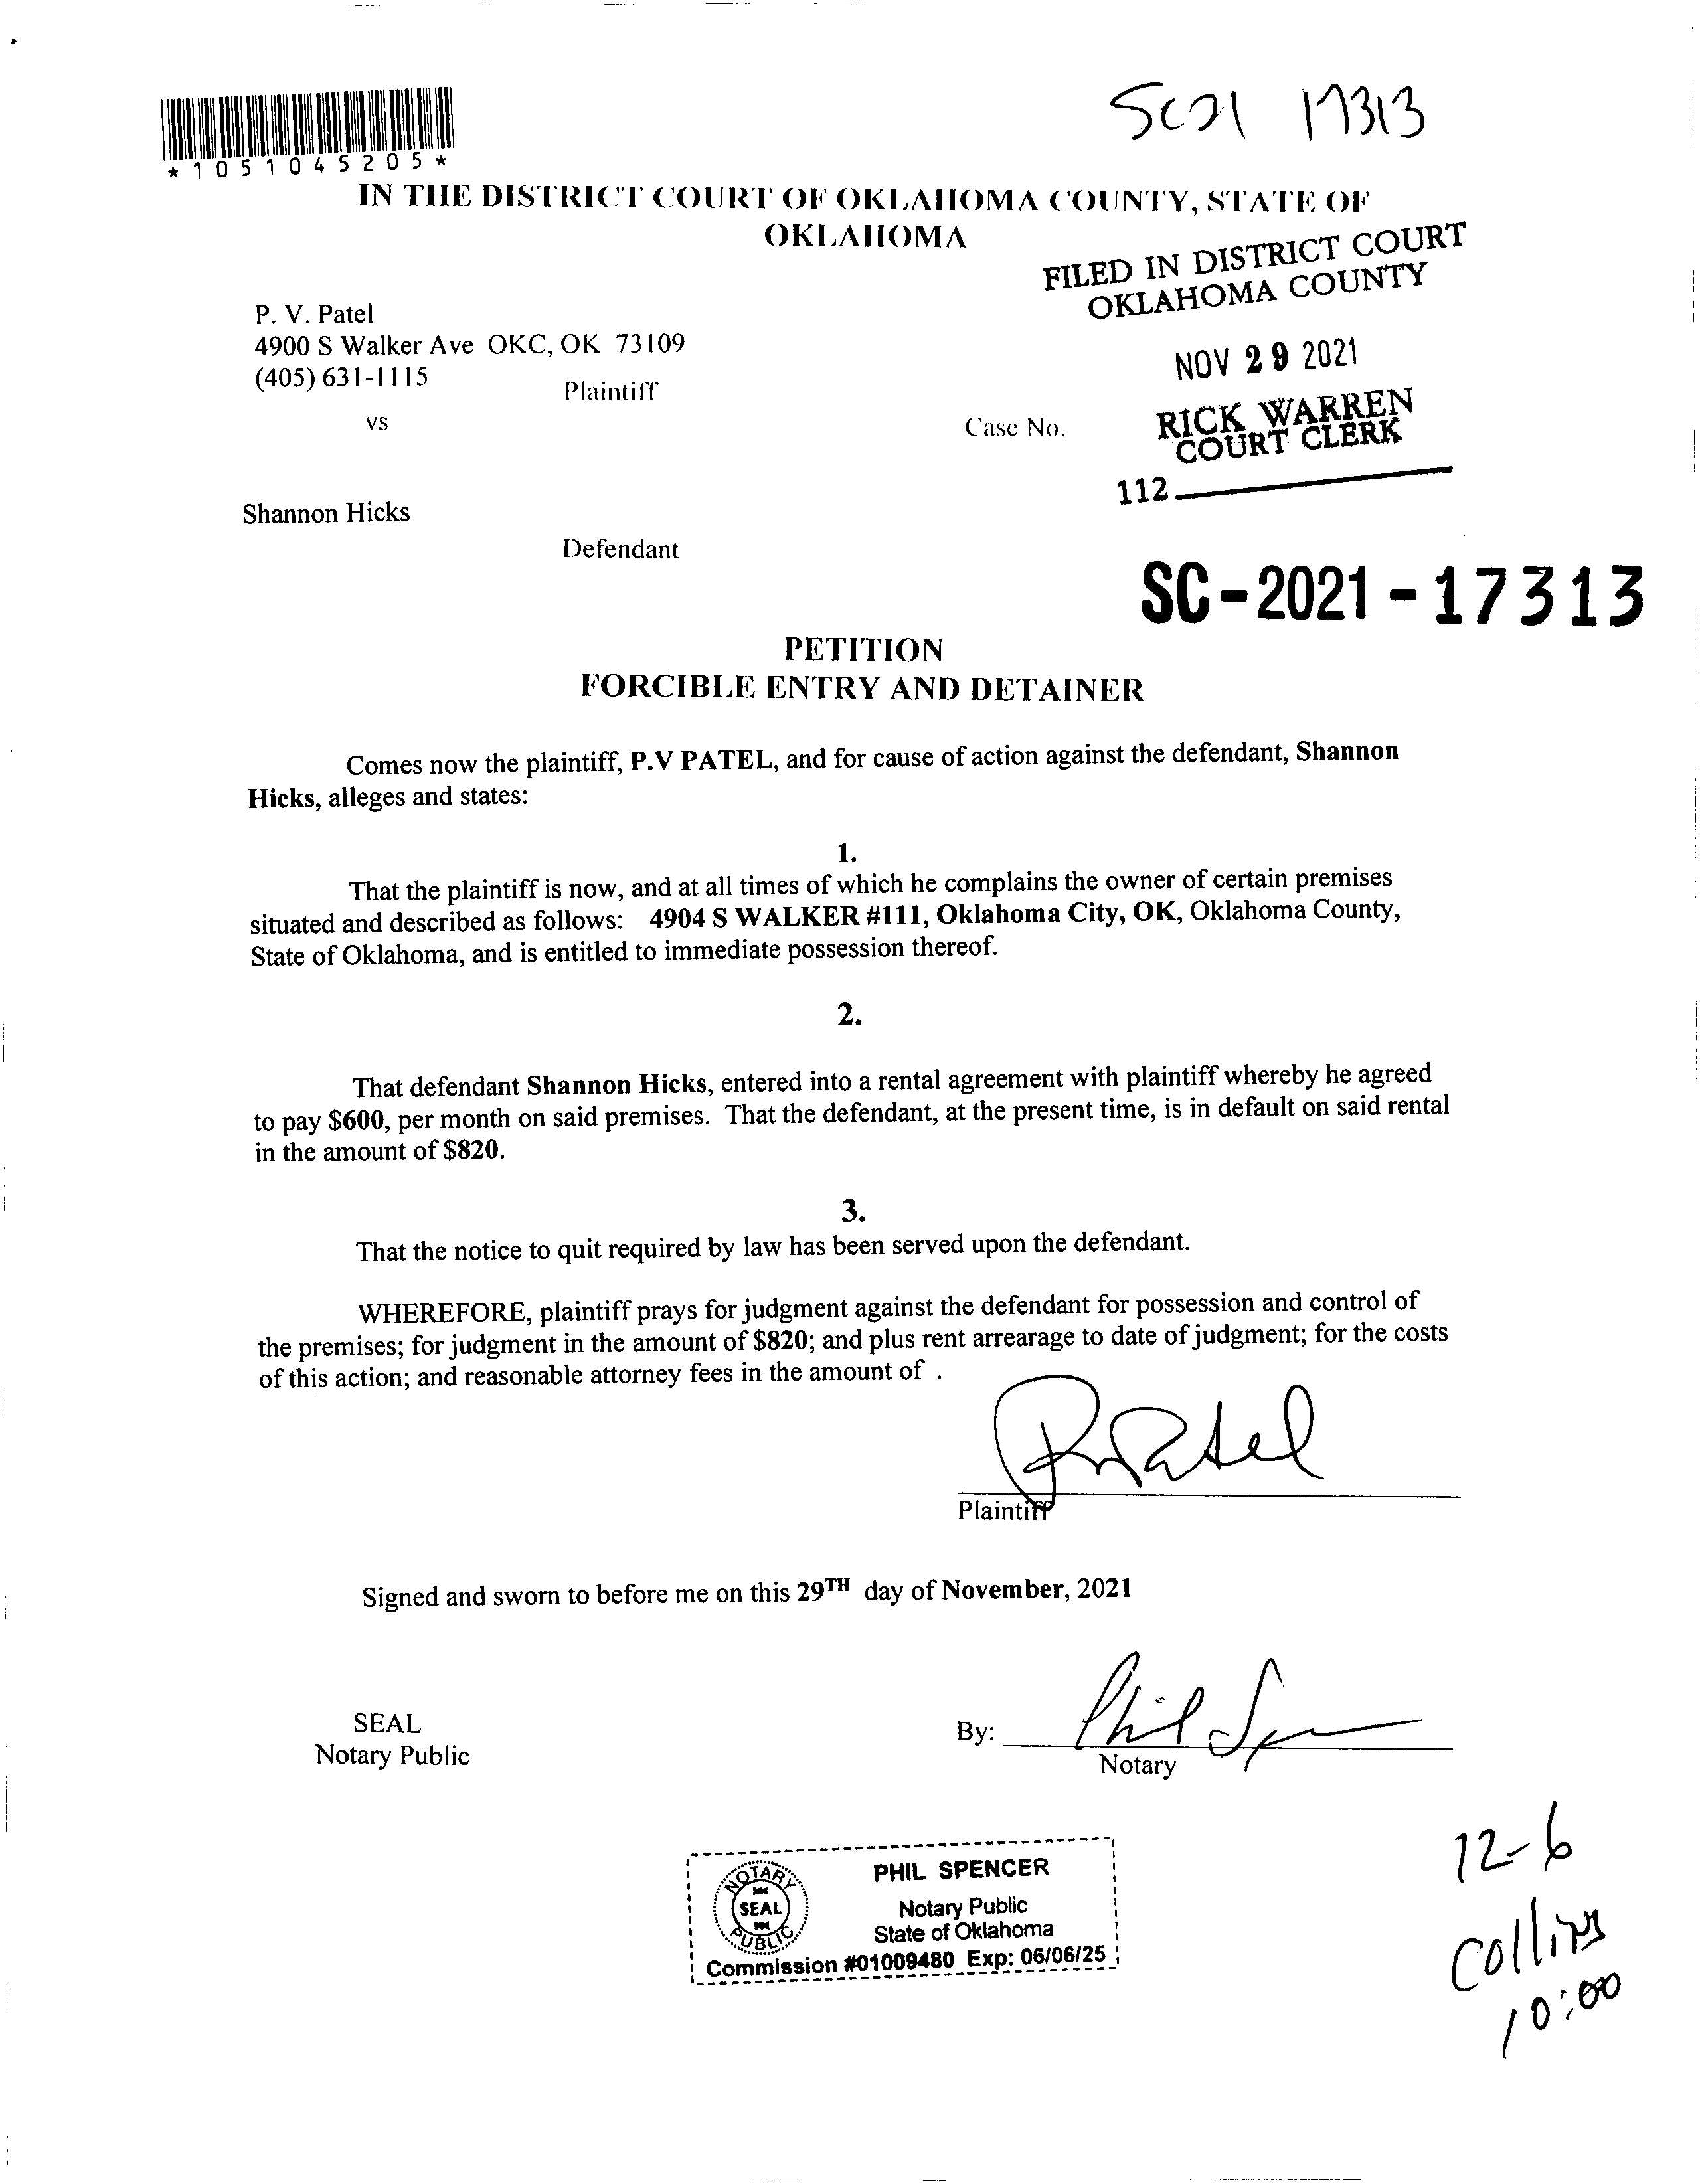 SC21 17313
*1051045205*
IN THE DISTRICT COURT OF OKLAHOMA COUNTY, STATE OF
OKLAHOMA
FILED IN DISTRICT COURT
OKLAHOMA COUNTY
P. V. Patel
4900 S Walker Ave OKC, OK 73109
(405) 631-1115
Plaintiff
NOV 29 2021
vs
Case No.
RICK WARREN
COURT CLERK
112
Shannon Hicks
Defendant
SC-2021-17313
PETITION
FORCIBLE ENTRY AND DETAINER
Comes now the plaintiff, P.V PATEL, and for cause of action against the defendant, Shannon
Hicks, alleges and states:
1.
That the plaintiff is now, and at all times of which he complains the owner of certain premises
situated and described as follows: 4904 S WALKER #111, Oklahoma City, OK, Oklahoma County,
State of Oklahoma, and is entitled to immediate possession thereof.
2.
That defendant Shannon Hicks, entered into a rental agreement with plaintiff whereby he agreed
to pay $600, per month on said premises. That the defendant, at the present time, is in default on said rental
in the amount of $820.
3.
That the notice to quit required by law has been served upon the defendant.
WHEREFORE, plaintiff prays for judgment against the defendant for possession and control of
the premises; for judgment in the amount of $820; and plus rent arrearage to date of judgment; for the costs
of this action; and reasonable attorney fees in the amount of .
Plaintiff
Signed and sworn to before me on this 29TH day of November, 2021
SEAL
Notary Public
By:
Notary
NOTARY
SEAL
PUBLIC
PHIL SPENCER
Notary Public
State of Oklahoma
Commission #01009480 Exp: 06/06/25
12-6
Collins
10:00